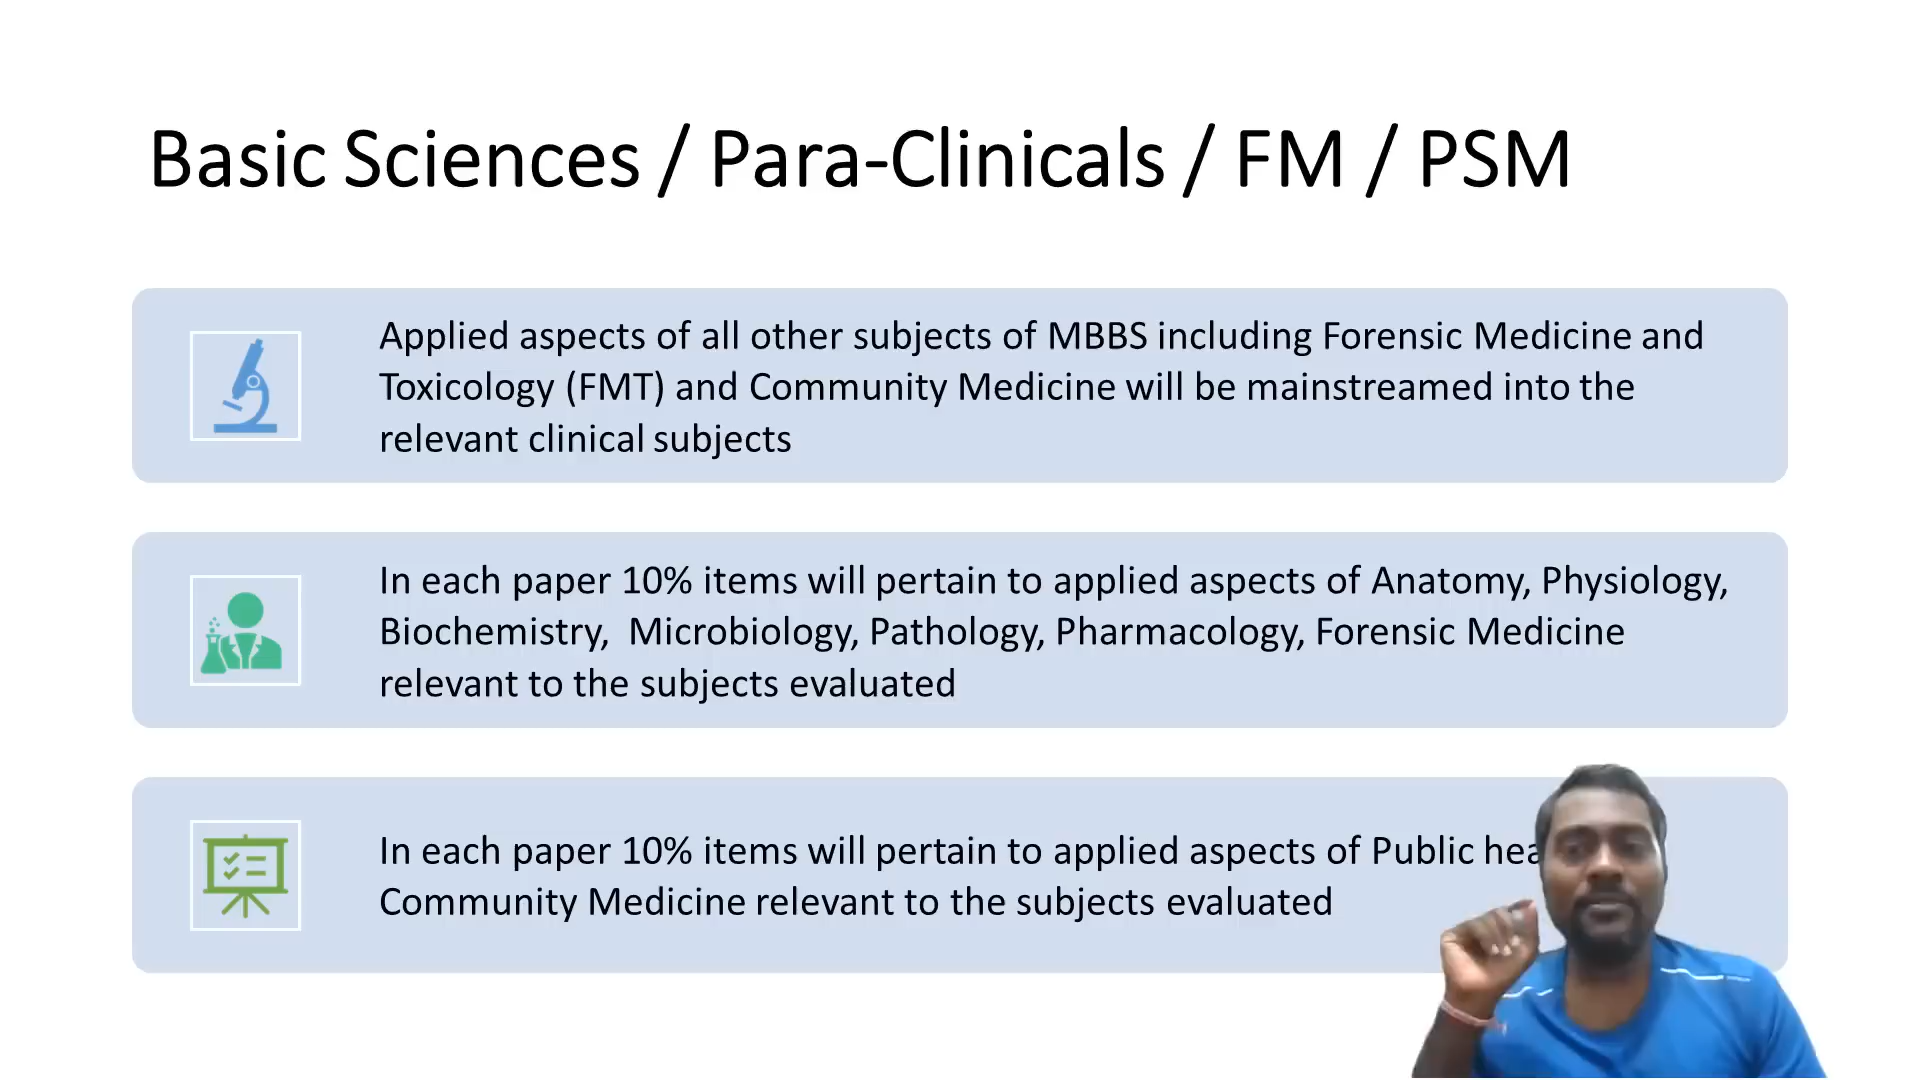 Basic Sciences / Para-Clinicals / FM / PSM
Applied aspects of all other subjects of MBBS including Forensic Medicine and
Toxicology (FMT) and Community Medicine will be mainstreamed into the
relevant clinical subjects
In each paper 10% items will pertain to applied aspects of Anatomy, Physiology,
Biochemistry, Microbiology, Pathology, Pharmacology, Forensic Medicine
relevant to the subjects evaluated
In each paper 10% items will pertain to applied aspects of Public
Community Medicine relevant to the subjects evaluated